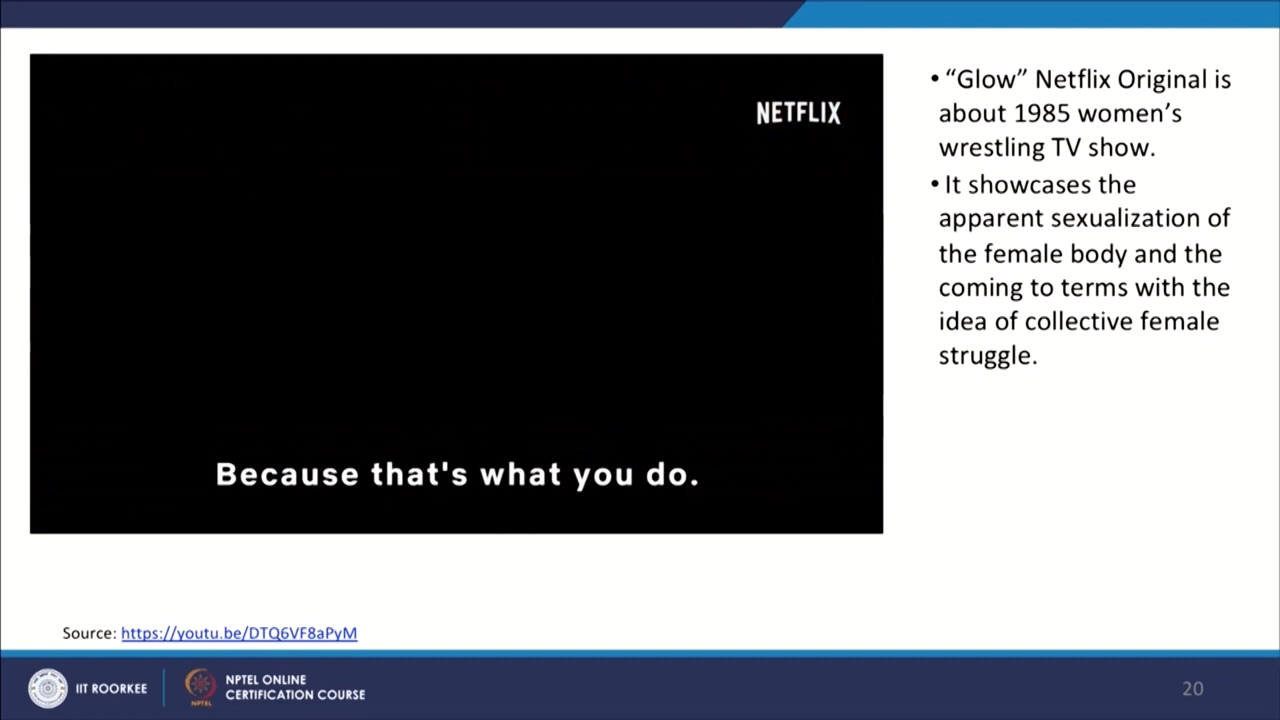 NETFLIX
Because that's what you do.
• “Glow” Netflix Original is
about 1985 women’s
wrestling TV show.
• It showcases the
apparent sexualization of
the female body and the
coming to terms with the
idea of collective female
struggle.
Source: https://youtu.be/DTQ6VF8aPyM
IIT ROORKEE
NPTEL
NPTEL ONLINE
CERTIFICATION COURSE
20